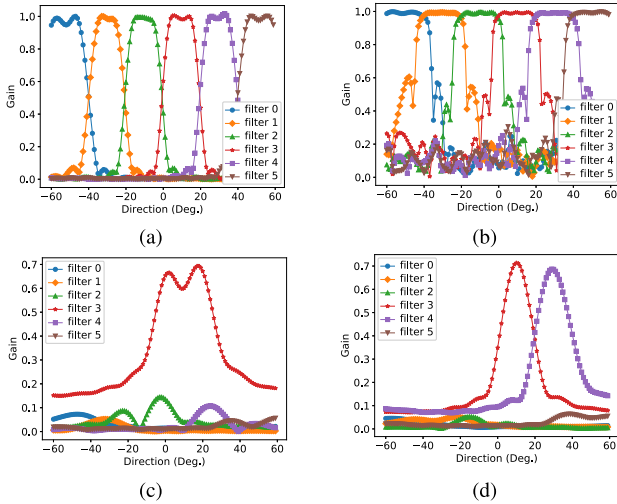 1.0
0.8
0.6
0.4
0.2
0.0
Gain
filter 0
filter 1
filter 2
filter 3
filter 4
filter 5
−60 −40 −20 0 20 40 60
Direction (Deg.)
(a)
1.0
0.8
0.6
0.4
0.2
0.0
Gain
filter 0
filter 1
filter 2
filter 3
filter 4
filter 5
−60 −40 −20 0 20 40 60
Direction (Deg.)
(b)
0.7
0.6
0.5
0.4
0.3
0.2
0.1
0.0
Gain
filter 0
filter 1
filter 2
filter 3
filter 4
filter 5
−60 −40 −20 0 20 40 60
Direction (Deg.)
(c)
0.7
0.6
0.5
0.4
0.3
0.2
0.1
0.0
Gain
filter 0
filter 1
filter 2
filter 3
filter 4
filter 5
−60 −40 −20 0 20 40 60
Direction (Deg.)
(d)